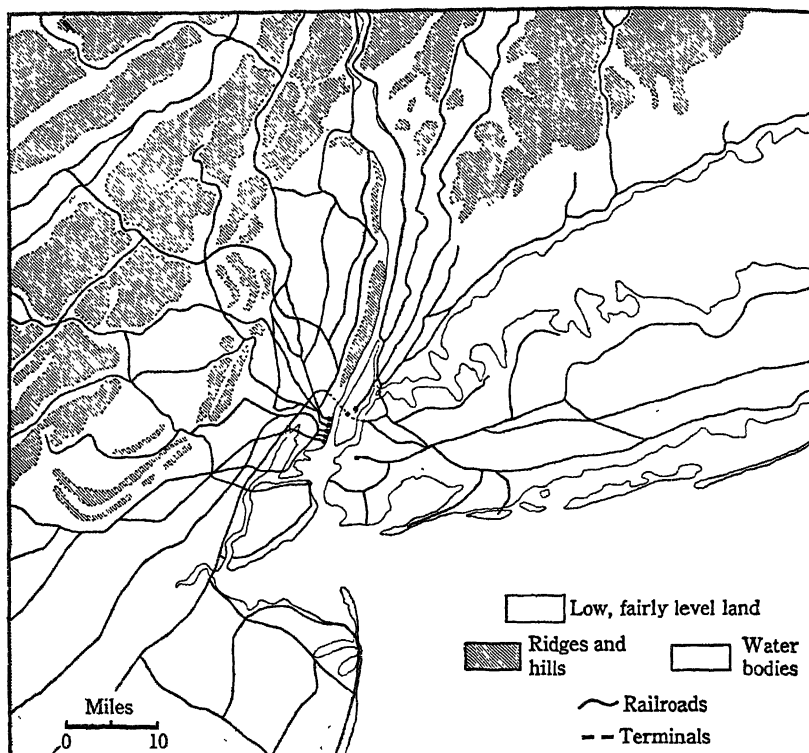 Low, fairly level land
Ridges and hills
Water bodies
Railroads
Terminals
Miles
0 10